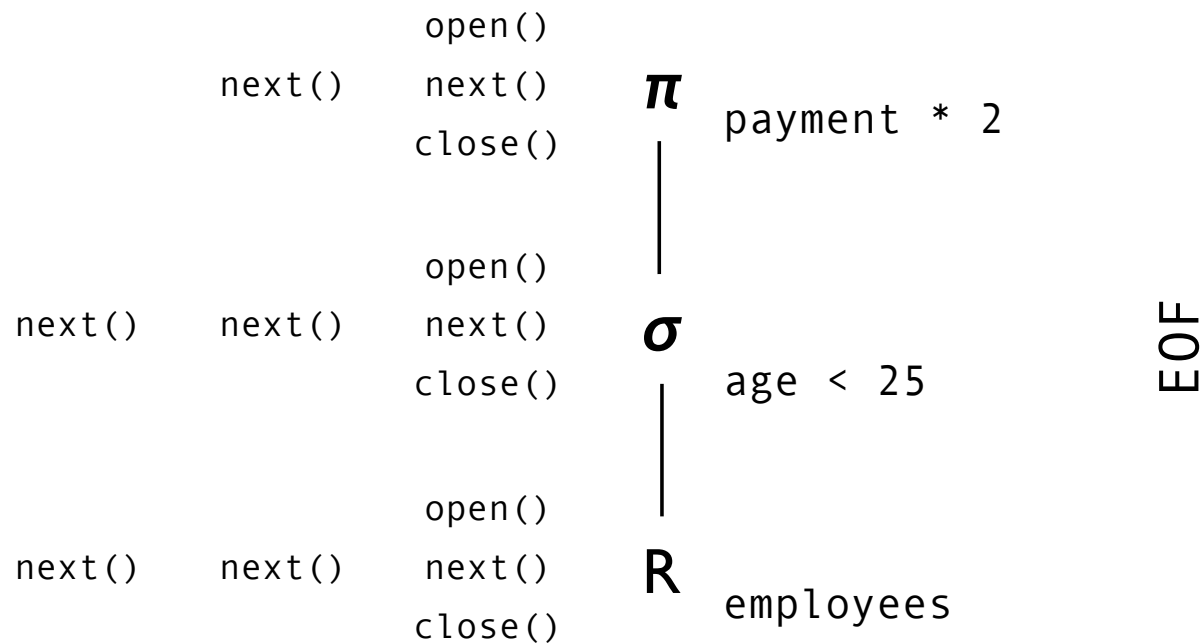 open()
next() next() π
payment * 2
close()
open()
next() next() next() σ
close() age < 25
EOF
open()
next() next() next() R
employees
close()